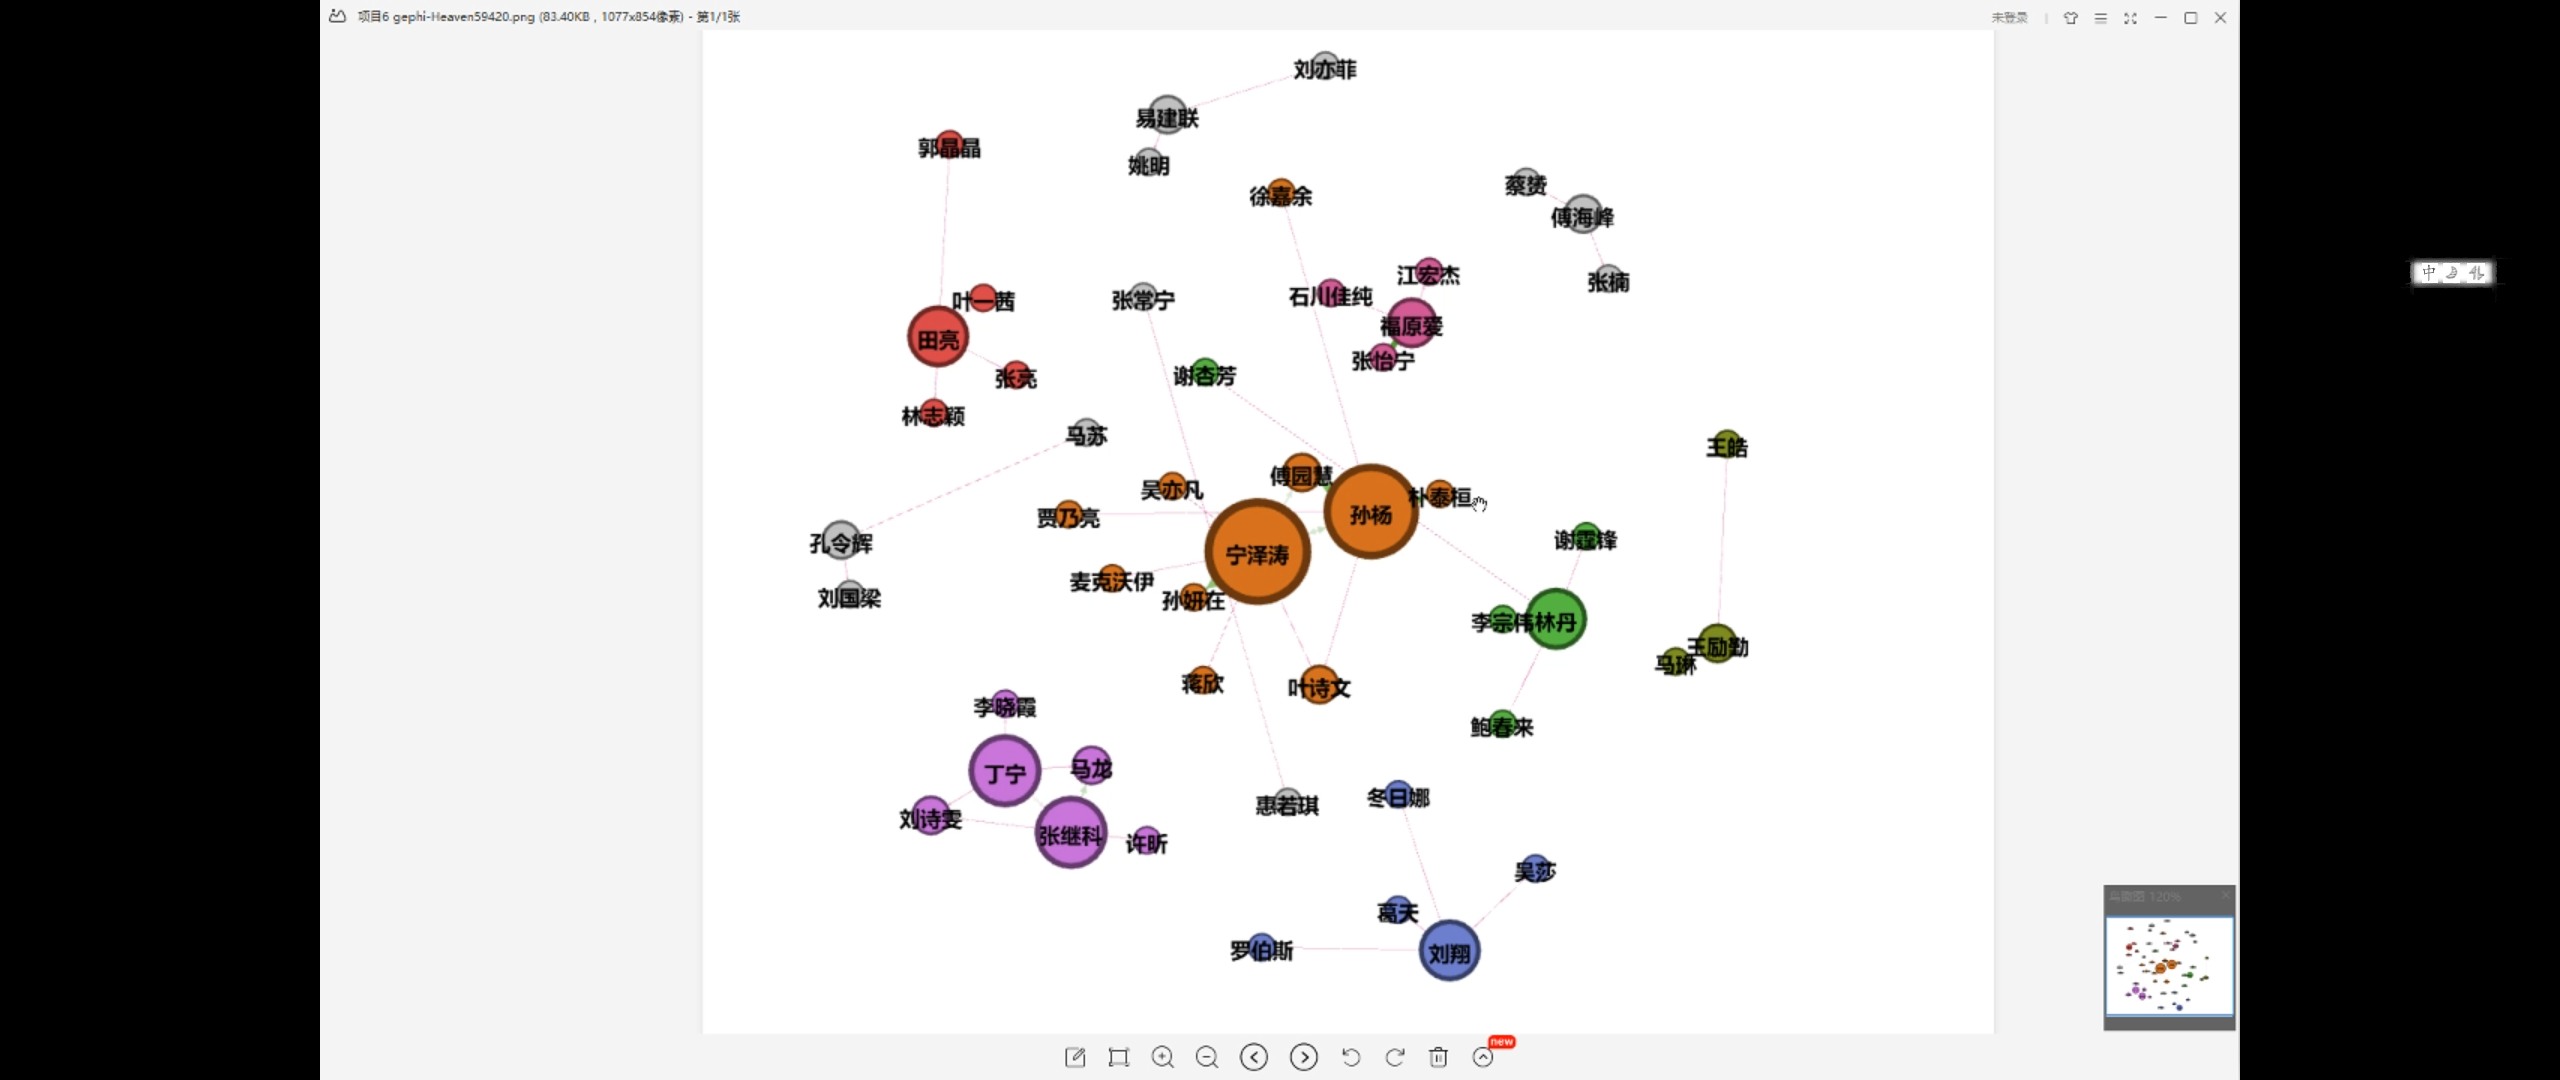 项目6 gephi-Heaven59420.png (83.40KB , 1077x854像素) - 第1/1张
未登录
刘亦菲
易建联
郭晶晶
姚明
蔡赟
徐嘉余
傅海峰
江宏杰
张楠
石川佳纯
叶一茜
张常宁
福原爱
田亮
张怡宁
谢杏芳
张亮
林志颖
马苏
王皓
傅园慧
吴亦凡
朴泰桓
孙杨
贾乃亮
孔令辉
谢霆锋
宁泽涛
麦克沃伊
刘国梁
孙妍在
李宗伟
林丹
王励勤
马琳
蒋欣
叶诗文
李晓霞
鲍春来
丁宁
马龙
冬日娜
惠若琪
刘诗雯
张继科
许昕
吴莎
葛天
罗伯斯
刘翔
鸟瞰图 120%
new
中